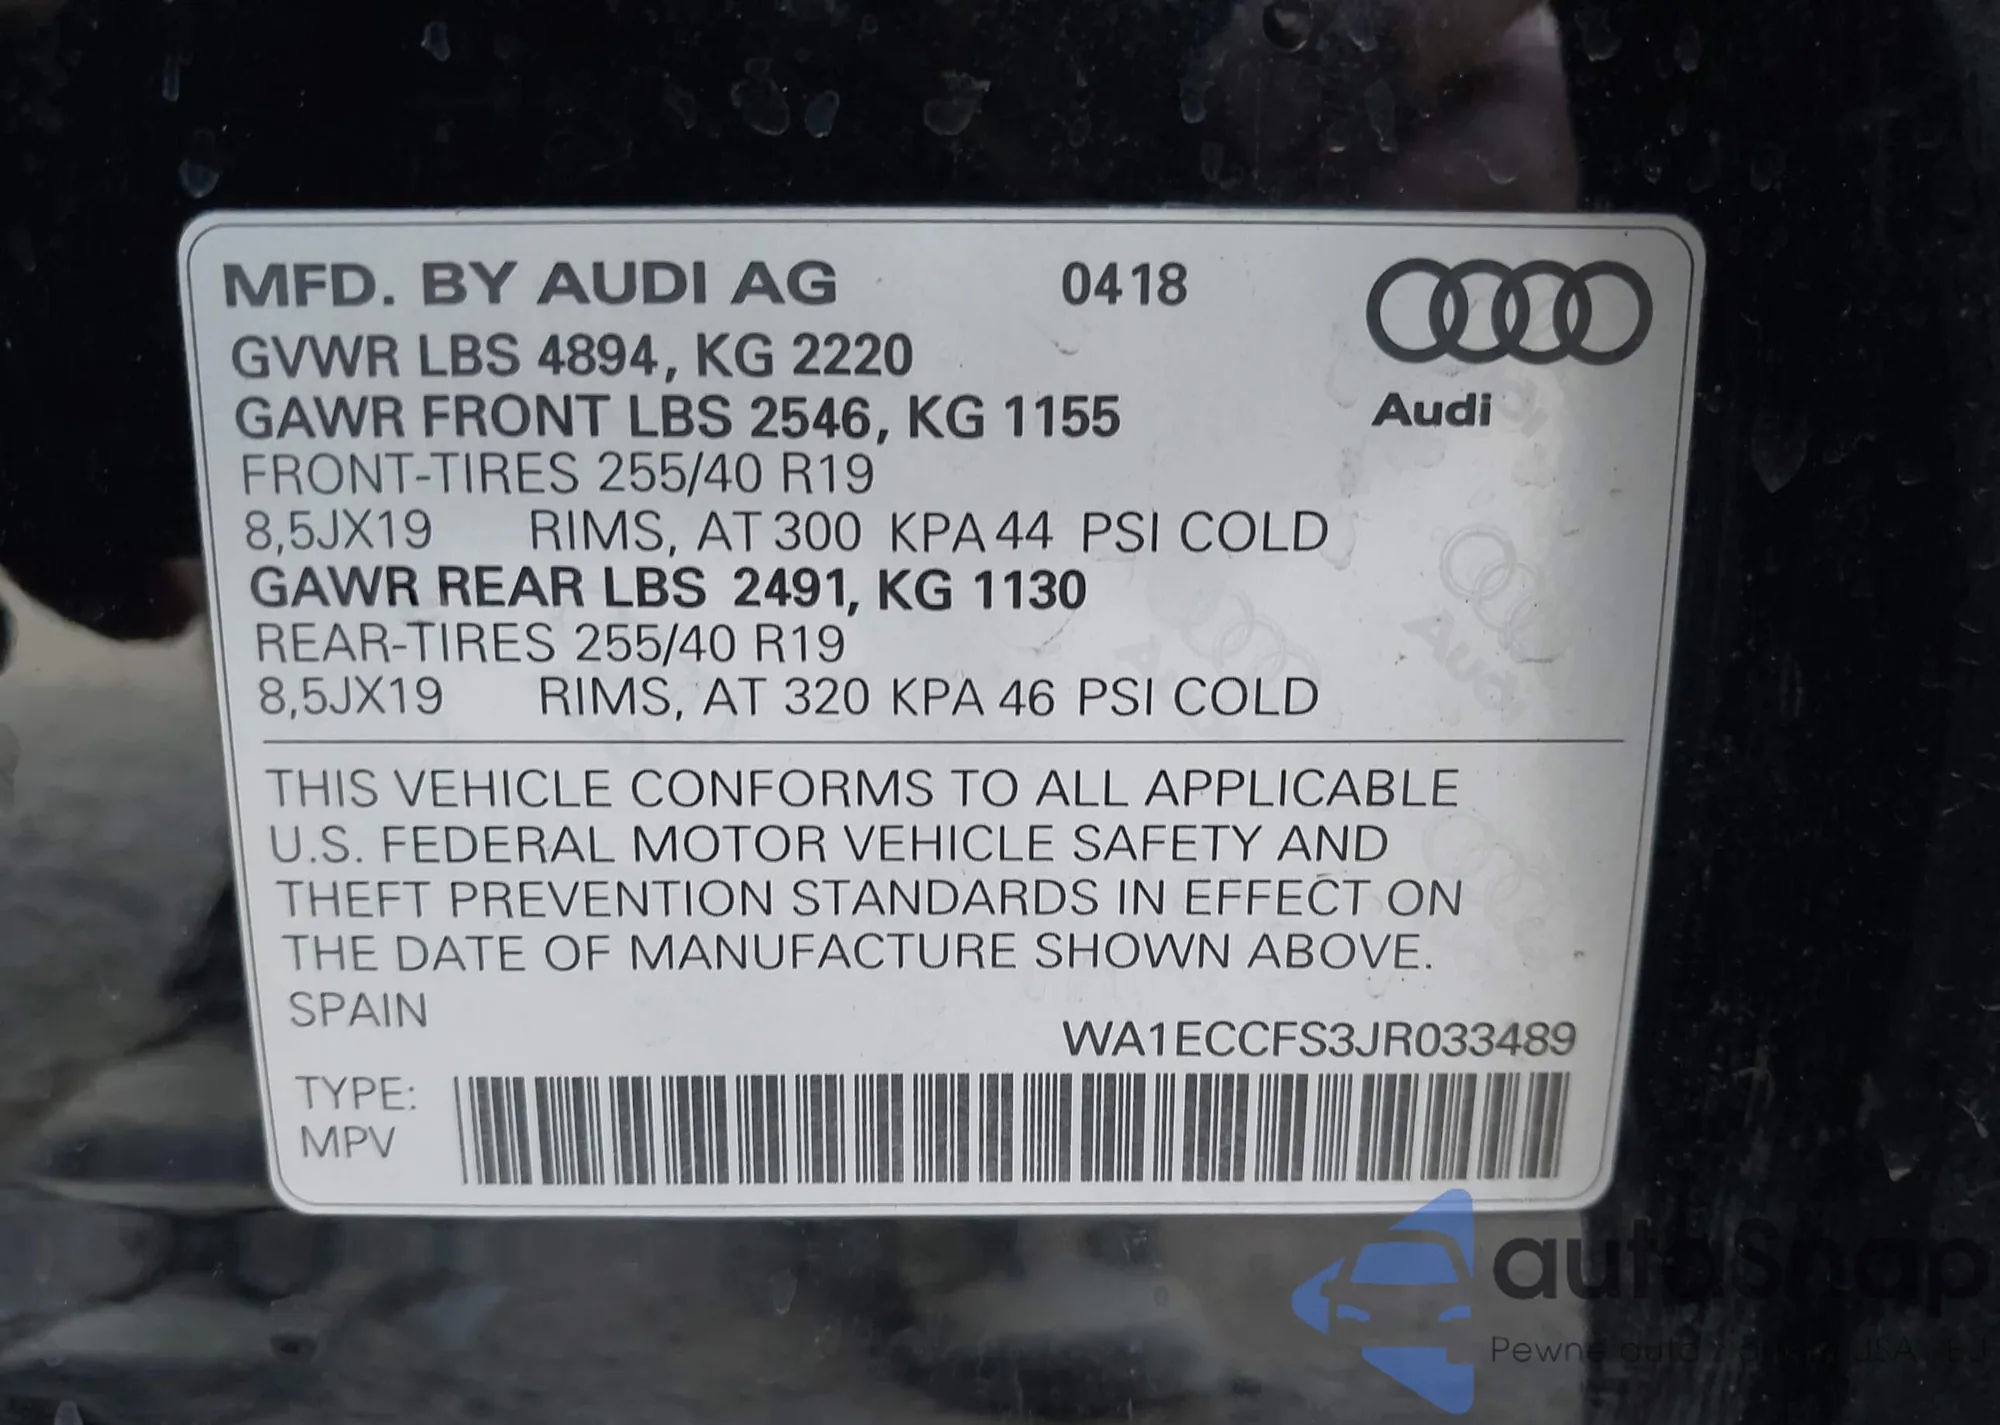 MFD. BY AUDI AG 0418
GVWR LBS 4894, KG 2220
GAWR FRONT LBS 2546, KG 1155
Audi
FRONT-TIRES 255/40 R19
8,5JX19 RIMS, AT 300 KPA 44 PSI COLD
GAWR REAR LBS 2491, KG 1130
REAR-TIRES 255/40 R19
8,5JX19 RIMS, AT 320 KPA 46 PSI COLD
THIS VEHICLE CONFORMS TO ALL APPLICABLE
U.S. FEDERAL MOTOR VEHICLE SAFETY AND
THEFT PREVENTION STANDARDS IN EFFECT ON
THE DATE OF MANUFACTURE SHOWN ABOVE.
SPAIN
WA1ECCFS3JR033489
TYPE:
MPV
autoSnap
Pewne auto